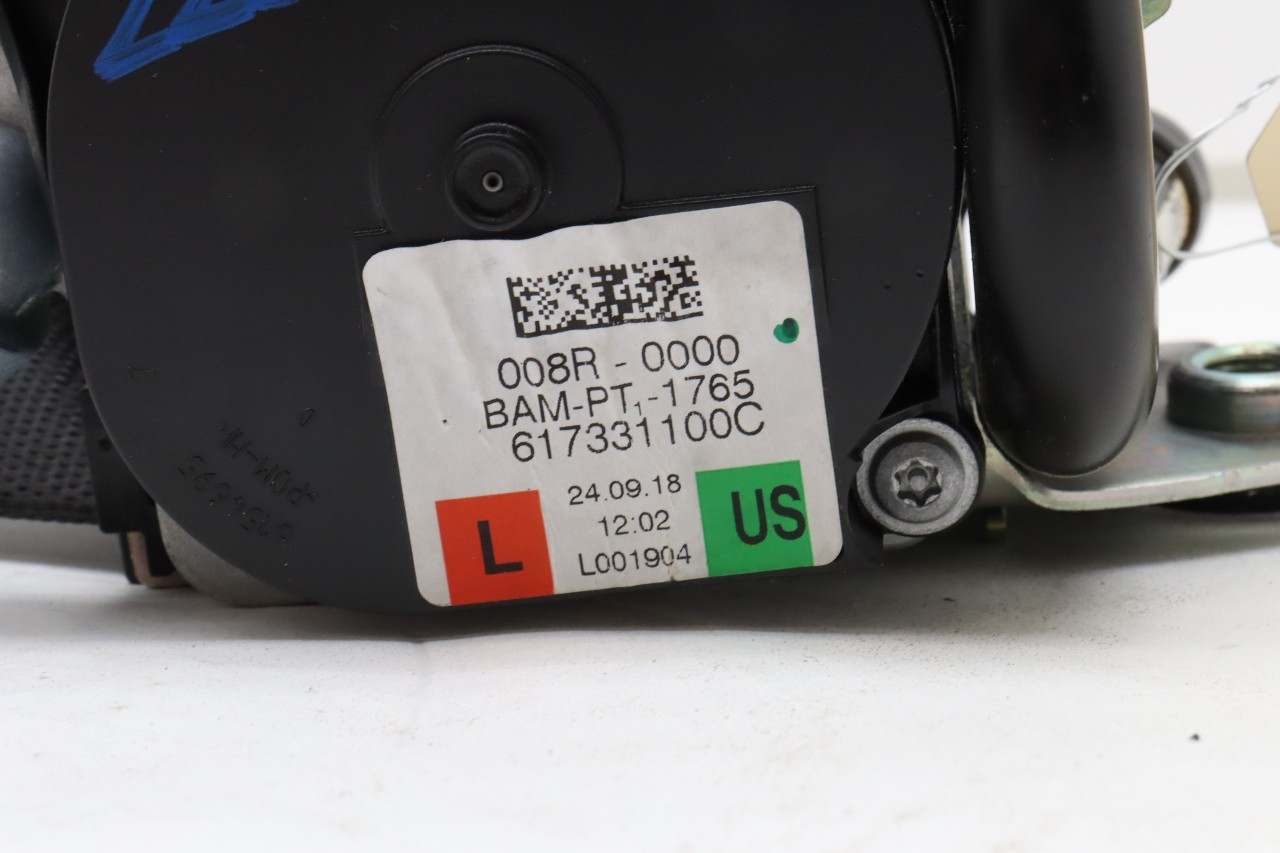 008R - 0000
BAM-PT₁-1765
617331100C
24.09.18
12:02
L001904
L
US